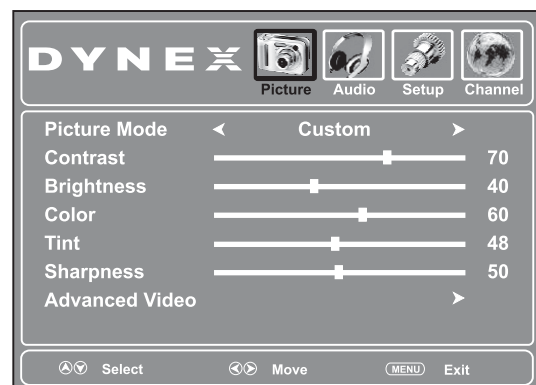 DYNEX
Picture Audio Setup Channel
Picture Mode Custom
Contrast 70
Brightness 40
Color 60
Tint 48
Sharpness 50
Advanced Video
Select Move MENU Exit